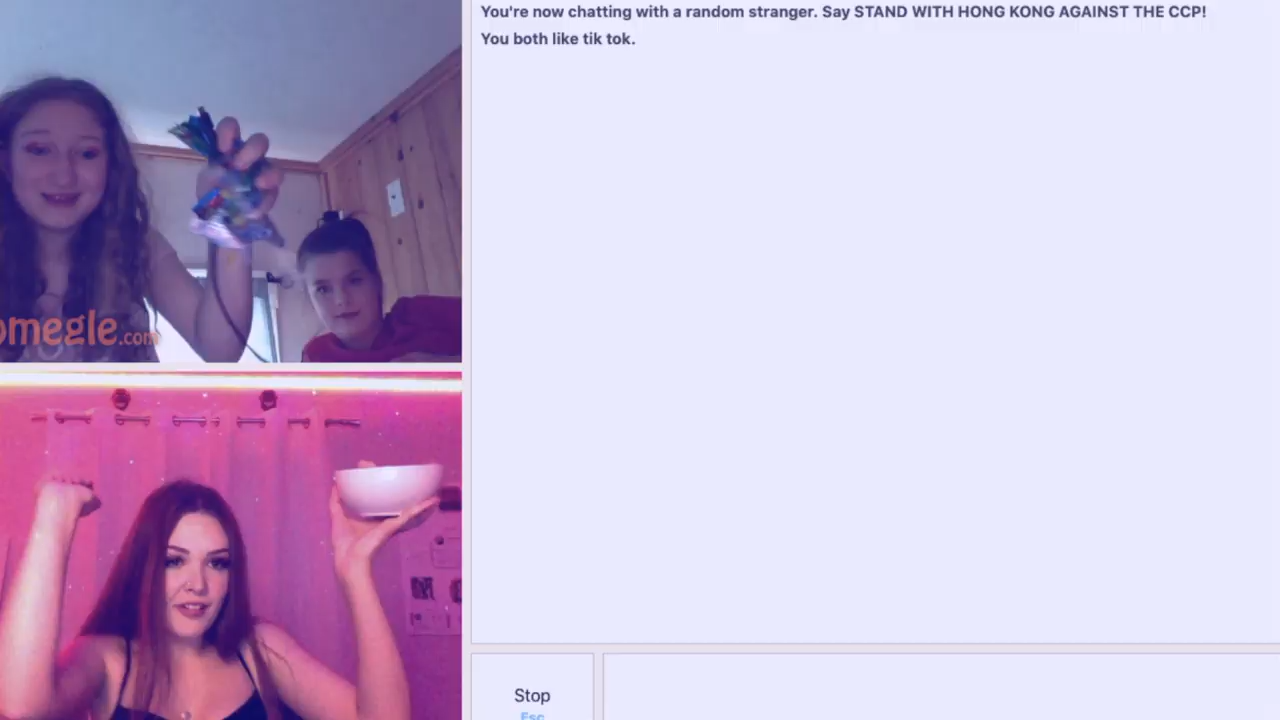 You're now chatting with a random stranger. Say STAND WITH HONG KONG AGAINST THE CCP!
You both like tik tok.
omegle.com
Stop
Esc